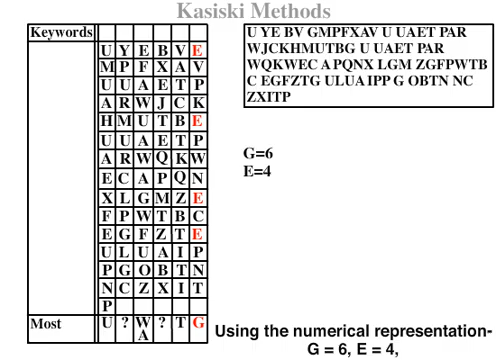 Kasiski Methods
Keywords
U Y E B V E
M P F X A V
U U A E T P
A R W J C K
H M U T B E
U U A E T P
A R W Q K W
E C A P Q N
X L G M Z E
F P W T B C
E G F Z T E
U L U A I P
P G O B T N
N C Z X I T
P
Most U ? W ? T G
A
U YE BV GMPFXAV U UAET PAR
WJCKHMUTBG U UAET PAR
WQKWEC A PQNX LGM ZGFPWTB
C EGFZTG ULUA IPP G OBTN NC
ZXITP
G=6
E=4
Using the numerical representation-
G = 6, E = 4,